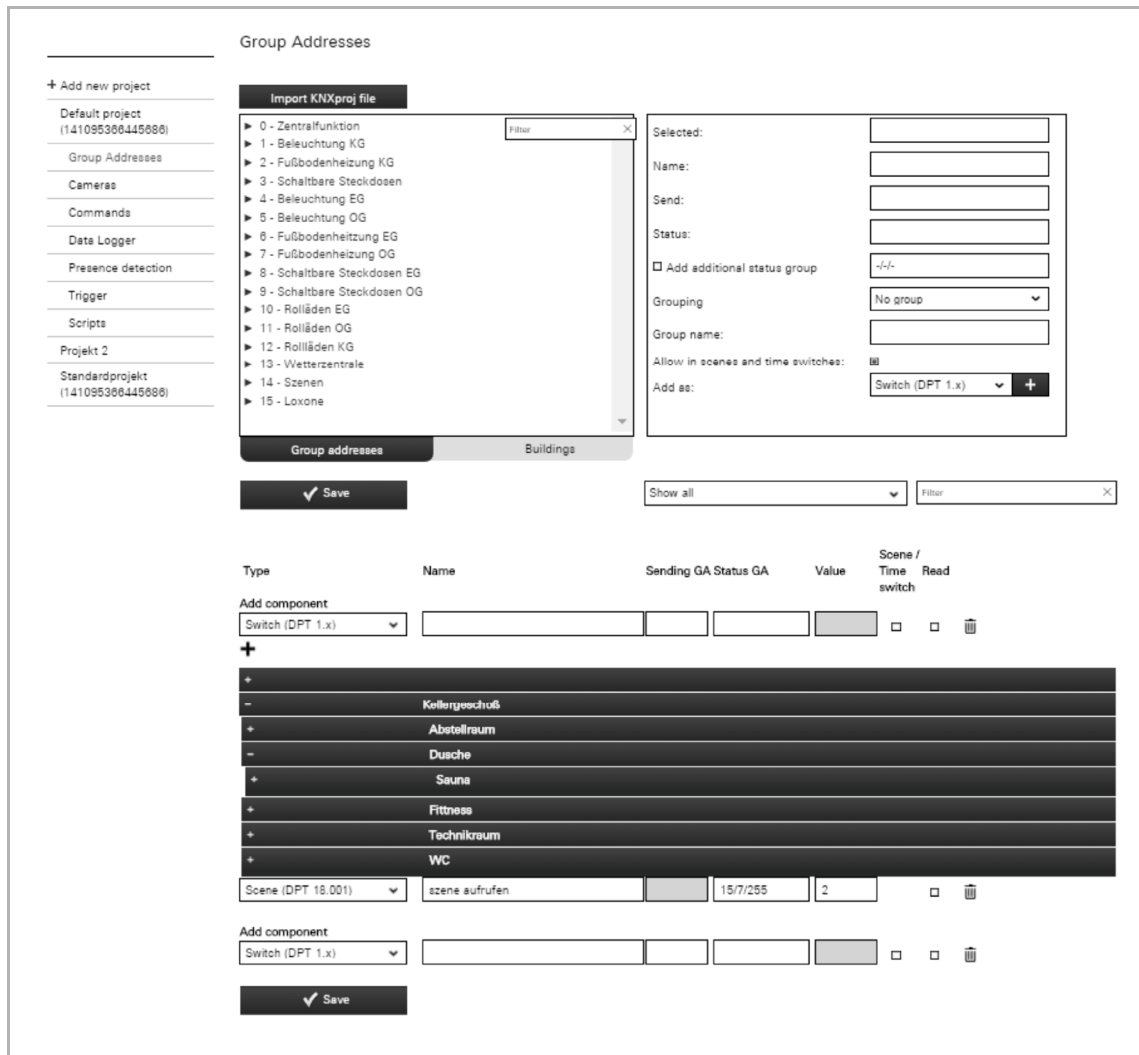 Group Addresses
+ Add new project
Default project
(141095366445686)
Group Addresses
Cameras
Commands
Data Logger
Presence detection
Trigger
Scripts
Projekt 2
Standardprojekt
(141095366445686)
Import KNXproj file
Filter
0 - Zentralfunktion
1 - Beleuchtung KG
2 - Fußbodenheizung KG
3 - Schaltbare Steckdosen
4 - Beleuchtung EG
5 - Beleuchtung OG
6 - Fußbodenheitzung EG
7 - Fußbodenheizung OG
8 - Schaltbare Steckdosen EG
9 - Schaltbare Steckdosen OG
10 - Rolläden EG
11 - Rolläden OG
12 - Rollläden KG
13 - Wetterzentrale
14 - Szenen
15 - Loxone
Group addresses
Buildings
Selected:
Name:
Send:
Status:
Add additional status group -/-/-
Grouping No group
Group name:
Allow in scenes and time switches:
Add as: Switch (DPT 1.x) +
Save
Show all
Filter
Type Name Sending GA Status GA Value Scene / Time switch Read
Add component
Switch (DPT 1.x)
+
+
- Kellergeschoß
+ Abstellraum
- Dusche
+ Sauna
+ Fittness
+ Technikraum
+ WC
Scene (DPT 18.001) szene aufrufen 15/7/255 2
Add component
Switch (DPT 1.x)
Save